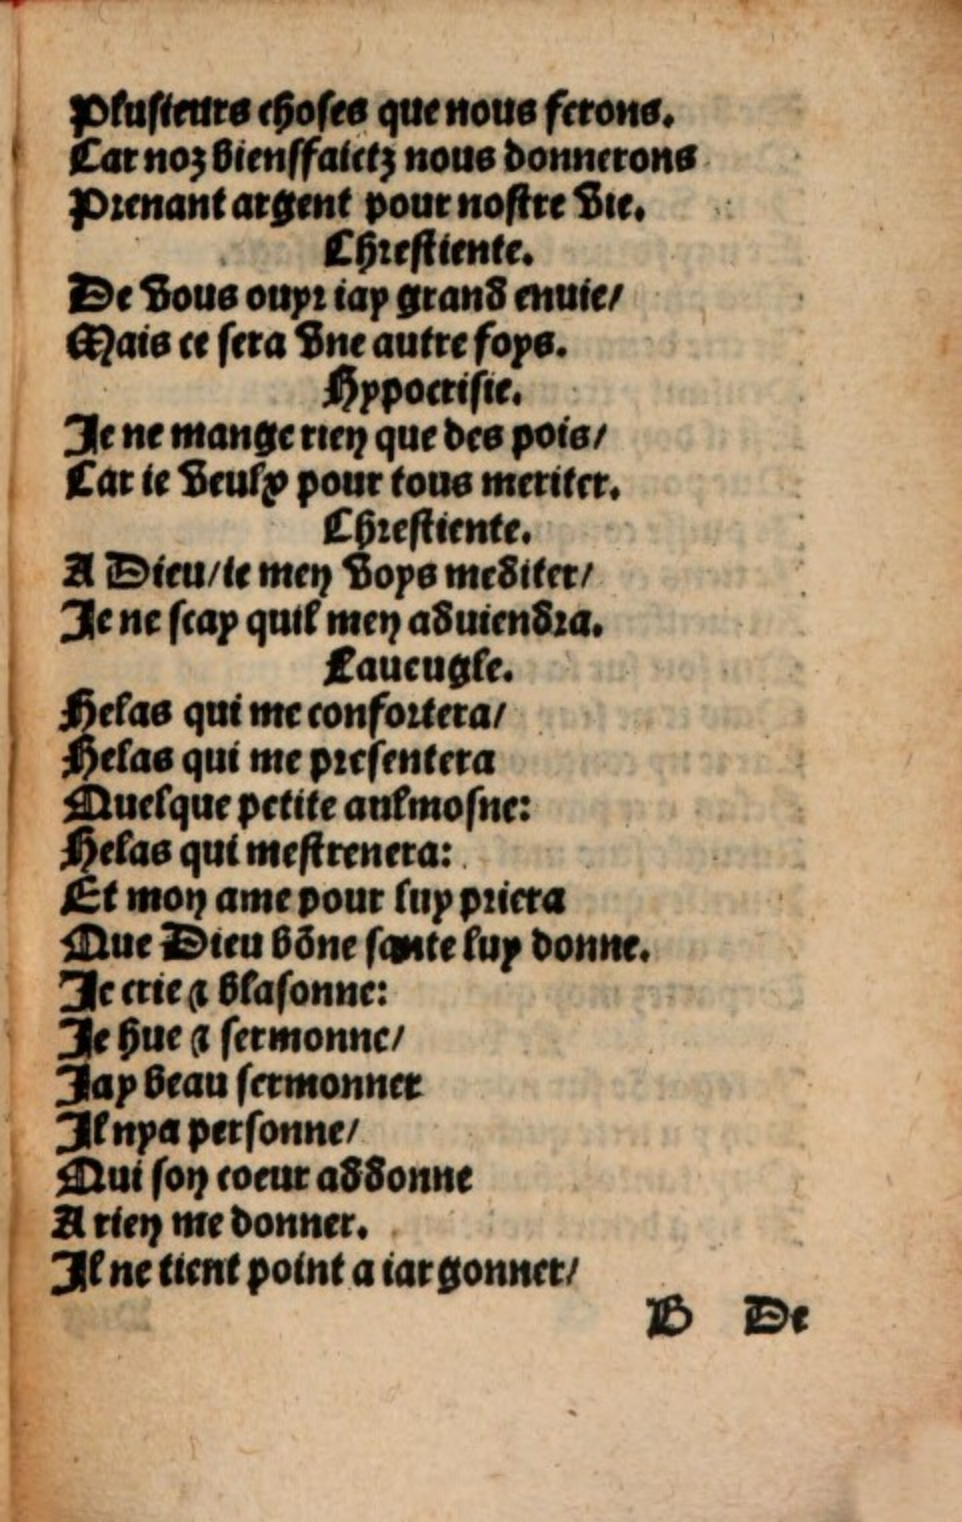 Plusieurs choses que nous ferons.
Car noz bienffaictz nous donnerons
Prenant argent pour nostre vie.
Chrestiente.
De vous ouyr iay grand enuie/
Mais ce sera vne autre foys.
Hypocrisie.
Je ne mange rien que des pois/
Car ie veulx pour tous meriter.
Chrestiente.
A Dieu/ie men voys mediter/
Je ne scay quil men aduiendra.
Laueugle.
Helas qui me confortera/
Helas qui me presentera
Quelque petite aulmosne:
Helas qui mestrenera:
Et mon ame pour luy priera
Que Dieu bōne sante luy donne.
Je crie ⁊ blasonne:
Je hue ⁊ sermonne/
Jay beau sermonner
Il nya personne/
Qui son coeur addonne
A rien me donner.
Il ne tient point a iargonner/
B De